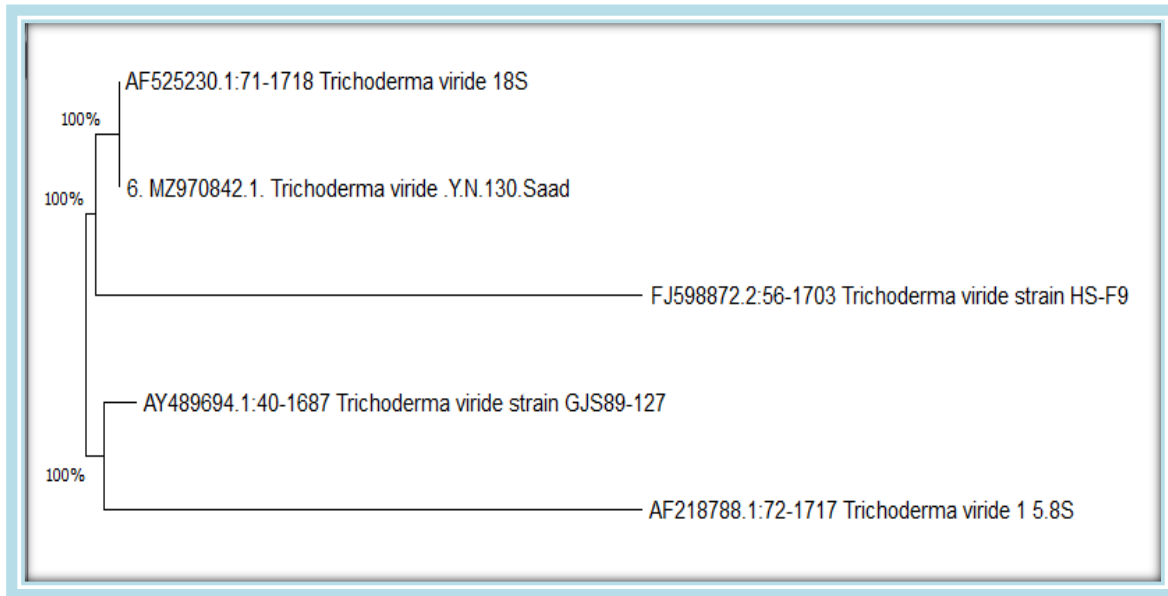 AF525230.1:71-1718 Trichoderma viride 18S
100%
6. MZ970842.1. Trichoderma viride .Y.N.130.Saad
100%
FJ598872.2:56-1703 Trichoderma viride strain HS-F9
AY489694.1:40-1687 Trichoderma viride strain GJS89-127
100%
AF218788.1:72-1717 Trichoderma viride 1 5.8S